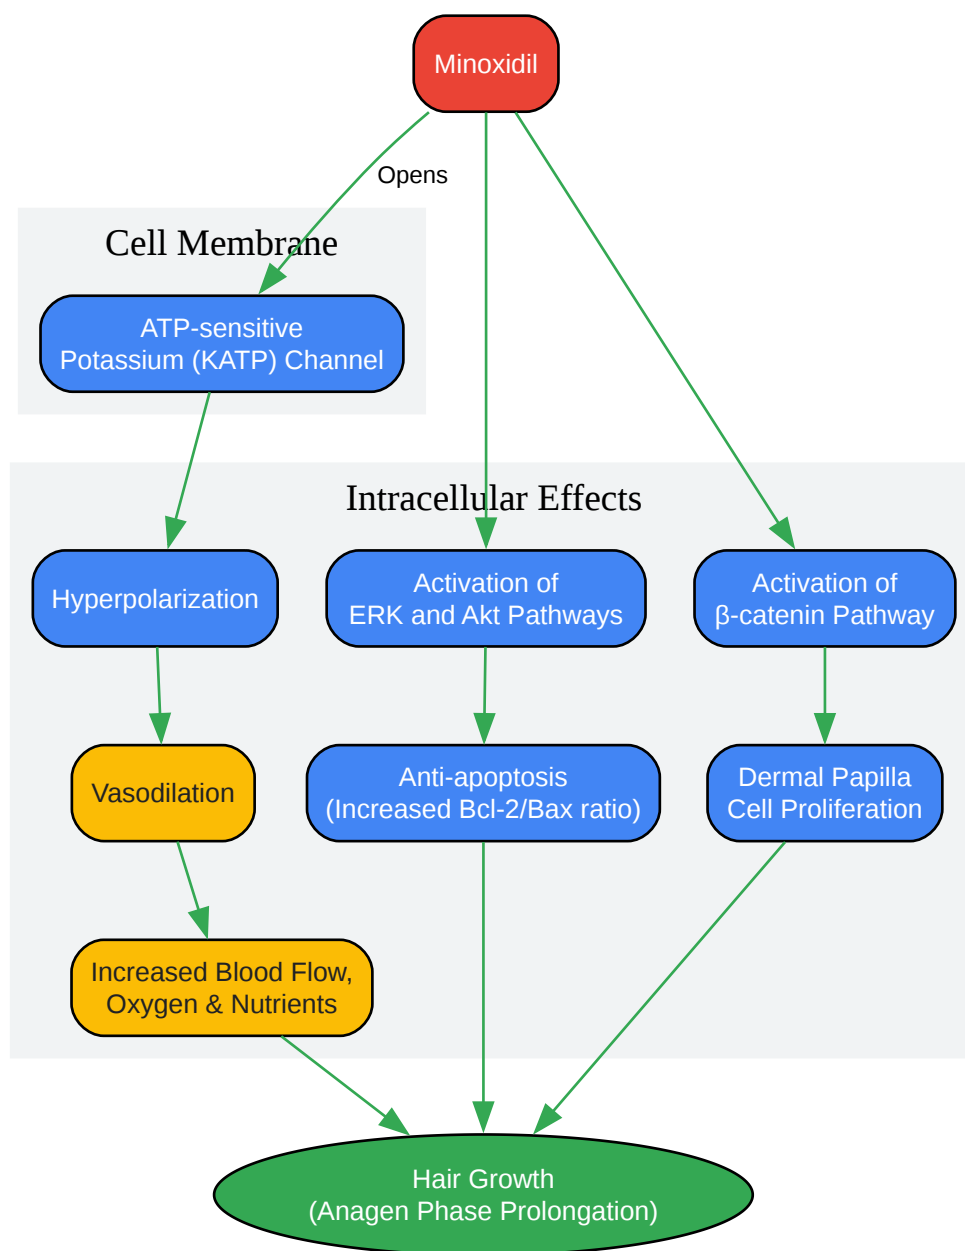 Minoxidil
Opens
Cell Membrane
ATP-sensitive
Potassium (KATP) Channel
Intracellular Effects
Hyperpolarization
Activation of
ERK and Akt Pathways
Activation of
β-catenin Pathway
Vasodilation
Anti-apoptosis
(Increased Bcl-2/Bax ratio)
Dermal Papilla
Cell Proliferation
Increased Blood Flow,
Oxygen & Nutrients
Hair Growth
(Anagen Phase Prolongation)